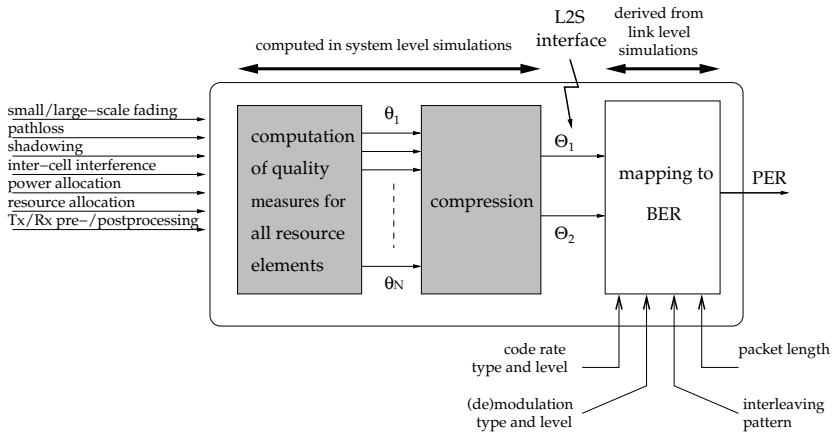 computed in system level simulations
L2S
interface
derived from
link level
simulations
small/large−scale fading
pathloss
shadowing
inter−cell interference
power allocation
resource allocation
Tx/Rx pre−/postprocessing
computation
of quality
measures for
all resource
elements
θ1
θN
compression
Θ1
Θ2
mapping to
BER
PER
code rate
type and level
(de)modulation
type and level
interleaving
pattern
packet length